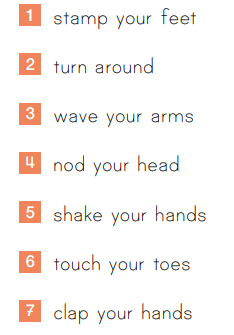 1 stamp your feet
2 turn around
3 wave your arms
4 nod your head
5 shake your hands
6 touch your toes
7 clap your hands